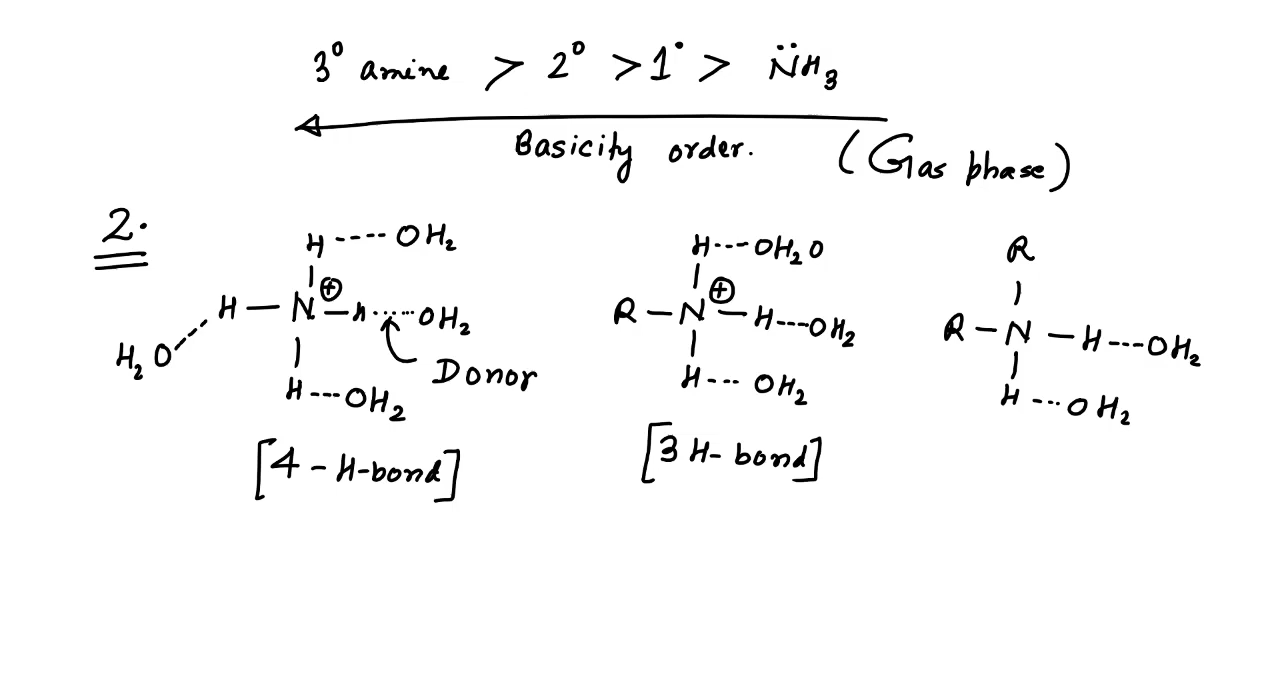 3° amine > 2° > 1° > N̈H₃
Basicity order. (Gas phase)
2.
H ---- OH₂
H — N ⊕ — H ...... OH₂
H₂O
Donor
H --- OH₂
[4 - H-bond]
H --- OH₂O
R — N ⊕ — H --- OH₂
H --- OH₂
[3 H- bond]
R
R — N — H --- OH₂
H --- OH₂